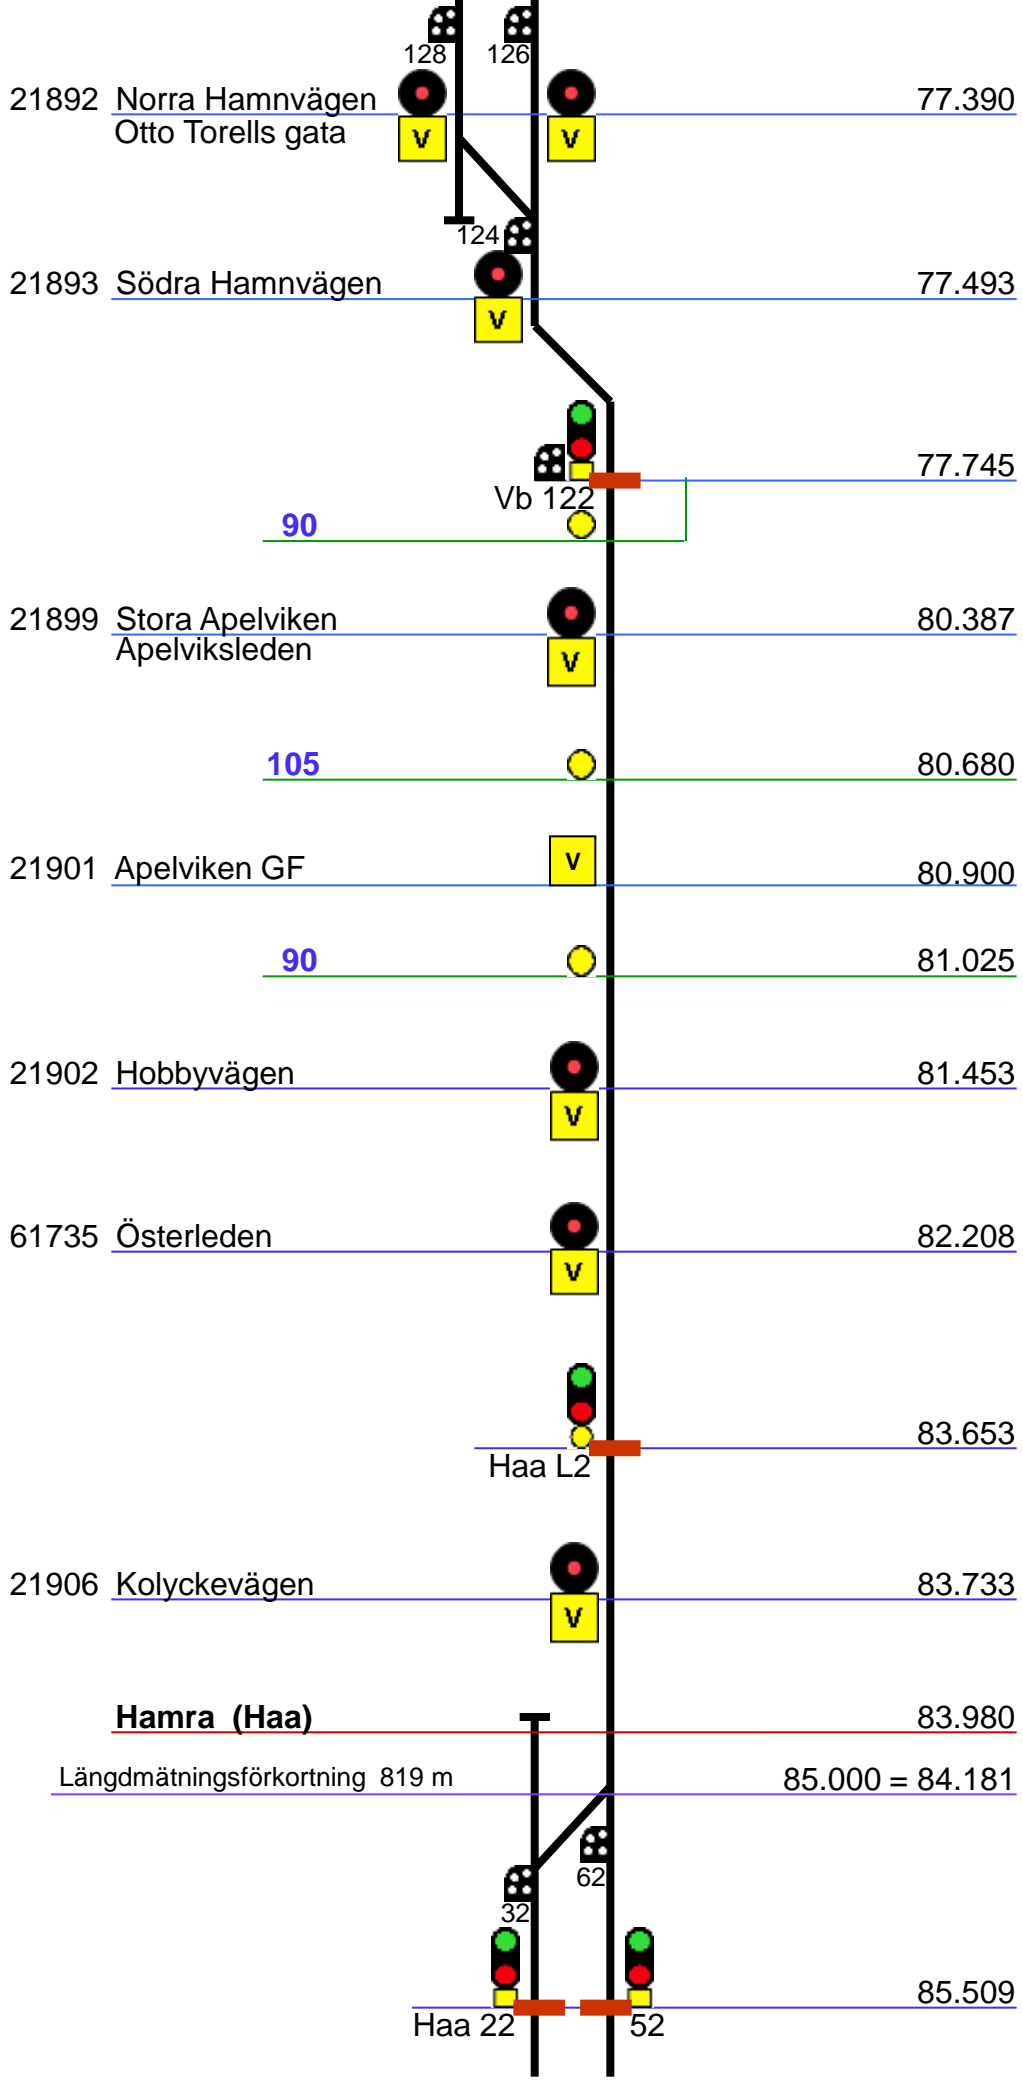 128 126
21892 Norra Hamnvägen 77.390
Otto Torells gata
V V
124
21893 Södra Hamnvägen 77.493
V
77.745
Vb 122
90
21899 Stora Apelviken 80.387
Apelviksleden
V
105 80.680
21901 Apelviken GF V 80.900
90 81.025
21902 Hobbyvägen 81.453
V
61735 Österleden 82.208
V
83.653
Haa L2
21906 Kolyckevägen 83.733
V
Hamra (Haa) 83.980
Längdmätningsförkortning 819 m 85.000 = 84.181
62
32
85.509
Haa 22 52